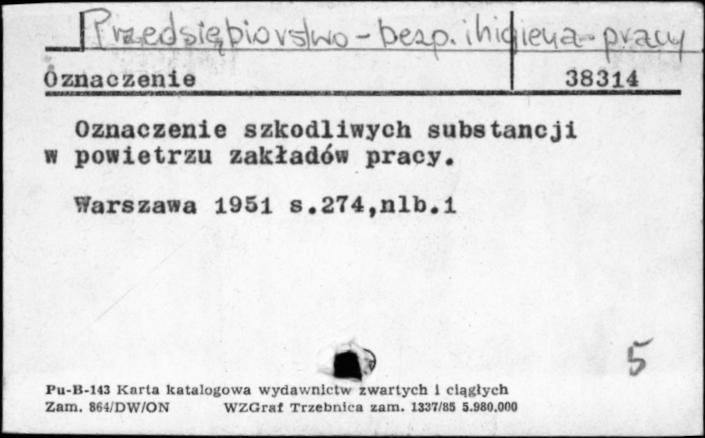 Przedsiębiorstwo - bezp. i higiena - pracy
Oznaczenie 38314
Oznaczenie szkodliwych substancji
w powietrzu zakładów pracy.
Warszawa 1951 s.274,nlb.1
5
Pu-B-143 Karta katalogowa wydawnictw zwartych i ciągłych
Zam. 864/DW/ON WZGraf Trzebnica zam. 1337/85 5.980.000